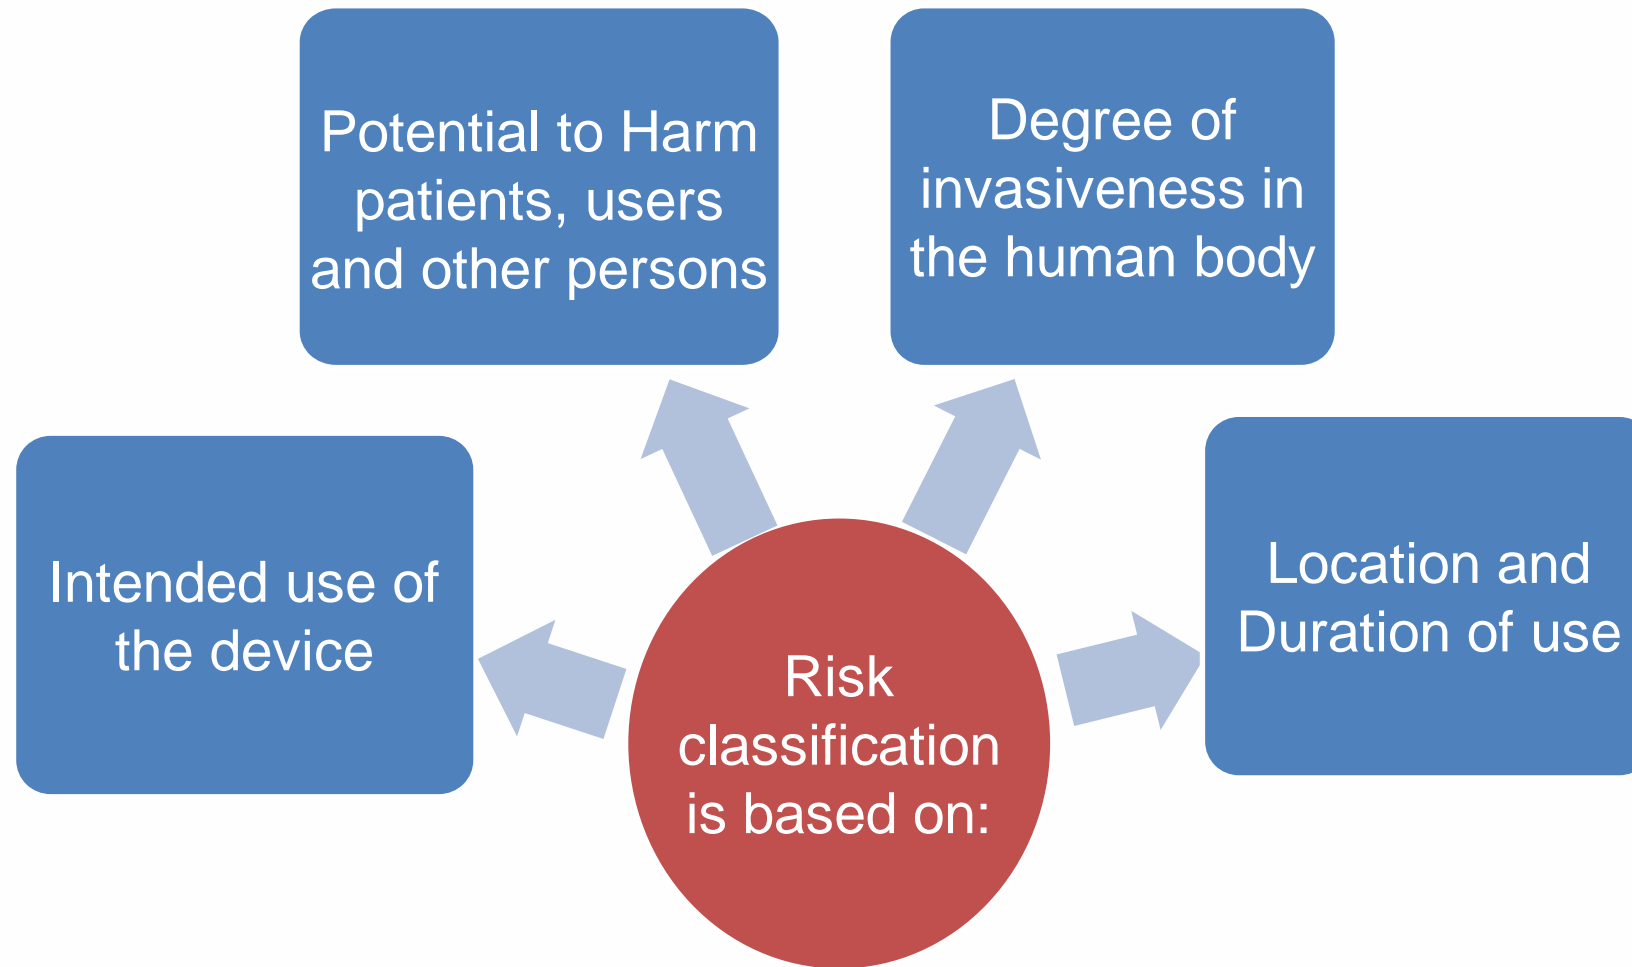 Potential to Harm
patients, users
and other persons
Degree of
invasiveness in
the human body
Intended use of
the device
Location and
Duration of use
Risk
classification
is based on: